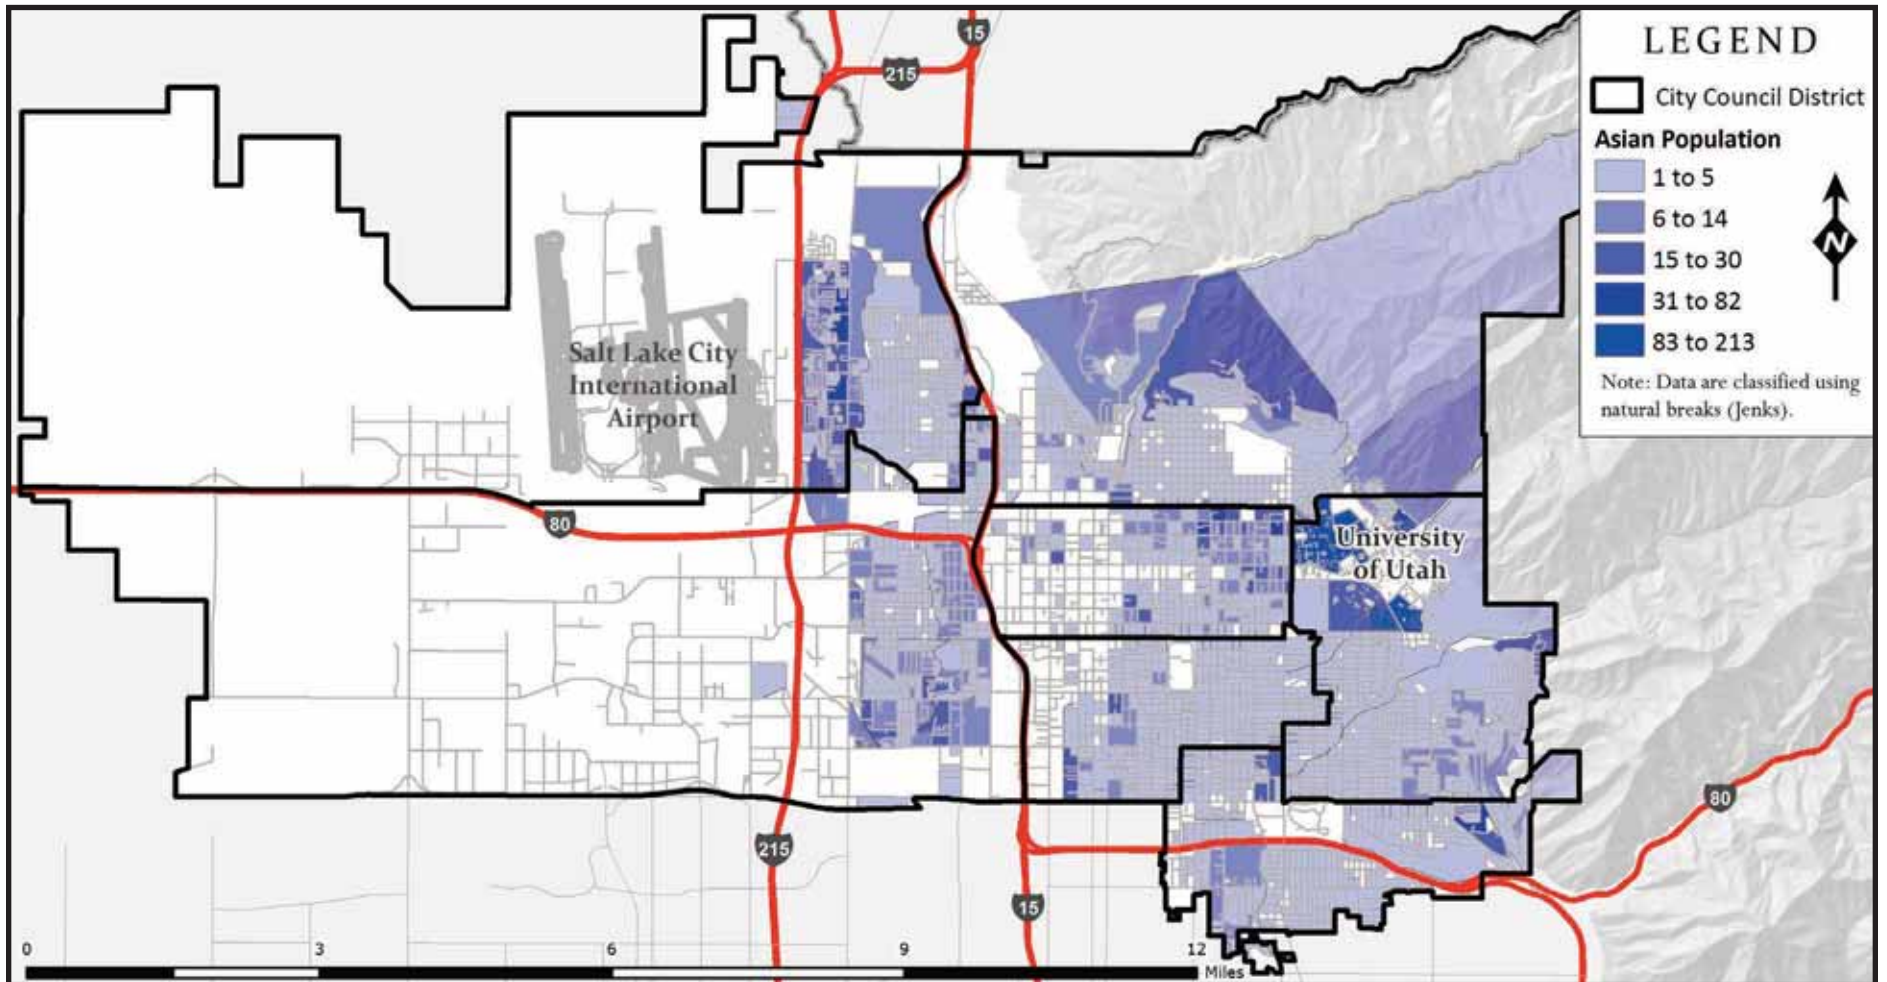 LEGEND
City Council District
Asian Population
1 to 5
6 to 14
15 to 30
31 to 82
83 to 213
Note: Data are classified using
natural breaks (Jenks).
N
15
215
Salt Lake City
International
Airport
80
University
of Utah
80
215
15
0 3 6 9 12
Miles